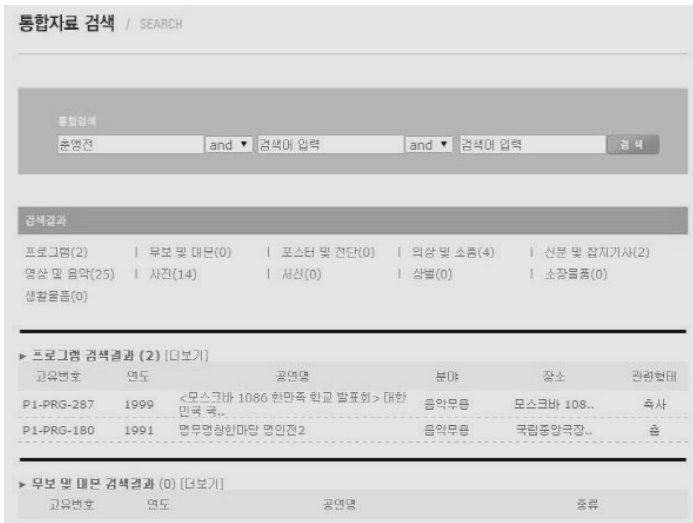 통합자료 검색 / SEARCH
통합검색
춘앵전 and ▼ 검색어 입력 and ▼ 검색어 입력 검 색
검색결과
프로그램(2) | 무보 및 대본(0) | 포스터 및 전단(0) | 의상 및 소품(4) | 신문 및 잡지기사(2)
영상 및 음악(25) | 사진(14) | 서신(0) | 상벌(0) | 소장물품(0)
생활물품(0)
▶ 프로그램 검색결과 (2) [더보기]
고유번호 연도 공연명 분야 장소 관련형태
P1-PRG-287 1999 <모스크바 1086 한만족 학교 발표회> 대한
민국 국.. 음악무용 모스크바 108.. 축사
P1-PRG-180 1991 명무명창한마당 명인전2 음악무용 국립중앙극장.. 춤
▶ 무보 및 대본 검색결과 (0) [더보기]
고유번호 연도 공연명 종류